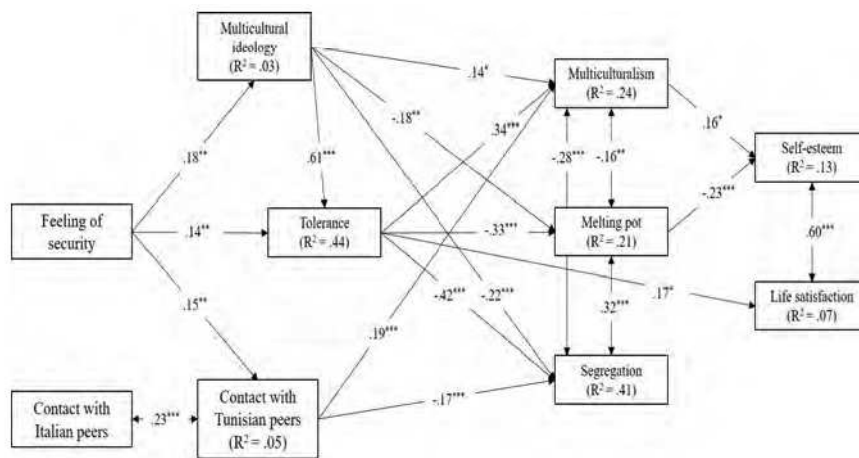 Multicultural
ideology
(R² = .03)
.14*
Multiculturalism
(R² = .24)
-.18**
.34***
.16*
.18**
.61***
-.28***
-.16**
Self-esteem
(R² = .13)
-.23***
Feeling of
security
.14**
Tolerance
(R² = .44)
-.33***
Melting pot
(R² = .21)
.60***
-.42***
-.22***
.17*
.15**
.19***
.32***
Life satisfaction
(R² = .07)
Segregation
(R² = .41)
Contact with
Italian peers
.23***
Contact with
Tunisian peers
(R² = .05)
-.17***